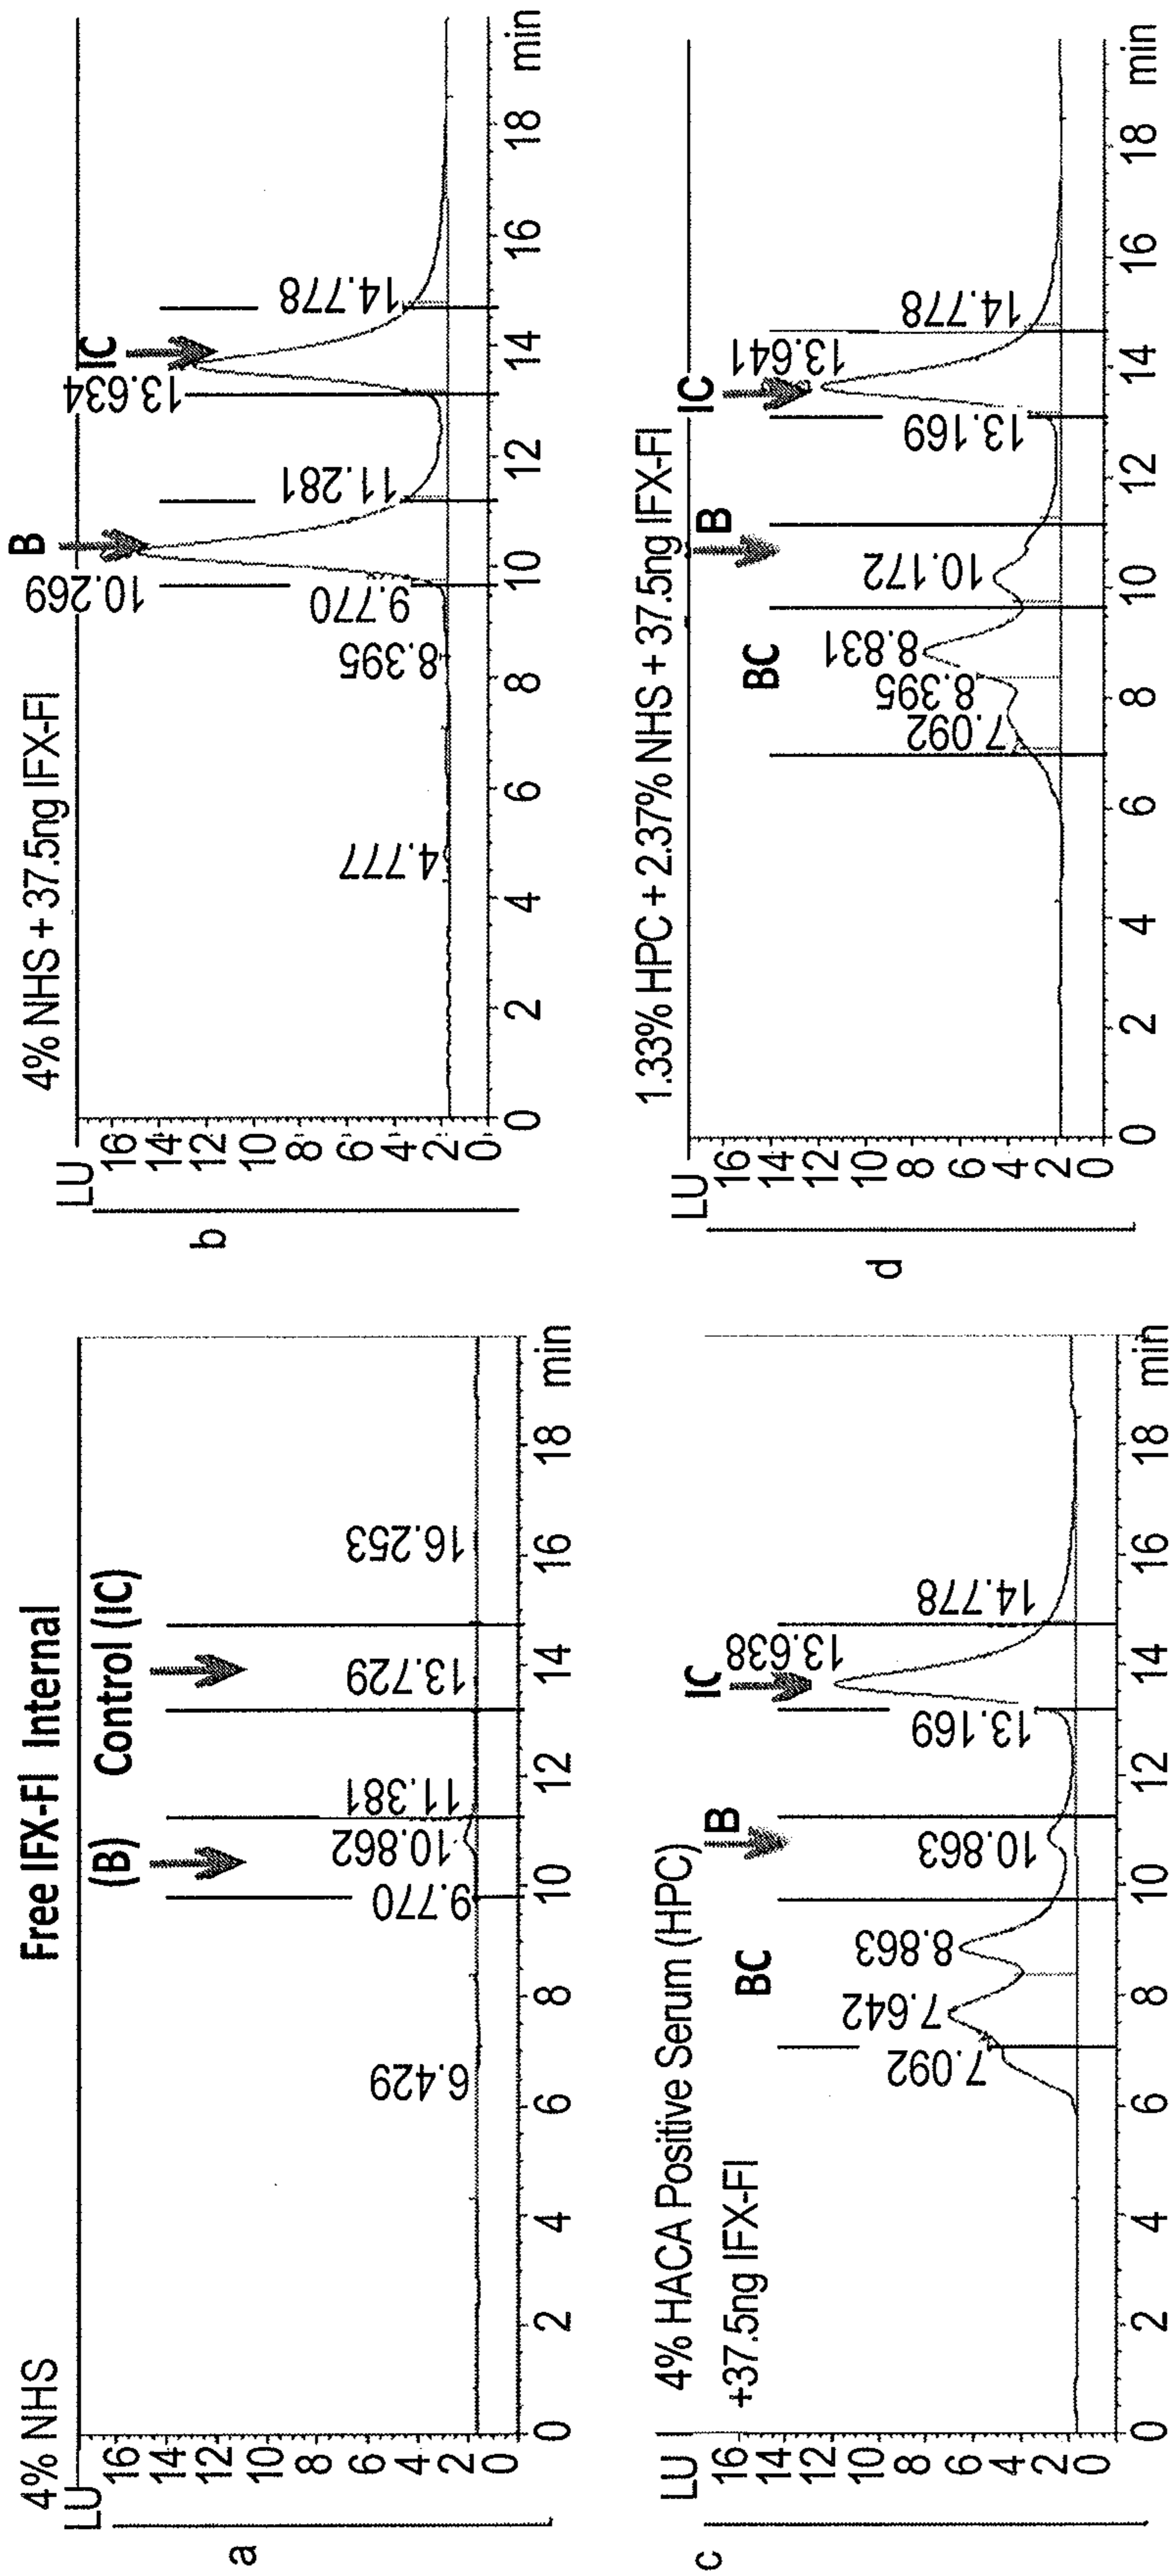 4% NHS
Free IFX-Fl Internal
(B) Control (IC)
LU
16
14
12
10
8
6
4
2
0
6.429
9.770
10.862
11.381
13.729
16.253
0 2 4 6 8 10 12 14 16 18 min
a
4% NHS + 37.5ng IFX-Fl
B
IC
LU
16
14
12
10
8
6
4
2
0
4.777
8.395
9.770
10.269
11.281
13.634
14.778
0 2 4 6 8 10 12 14 16 18 min
b
4% HACA Positive Serum (HPC)
+37.5ng IFX-Fl
BC
B
IC
LU
16
14
12
10
8
6
4
2
0
7.092
7.642
8.863
10.863
13.169
13.638
14.778
0 2 4 6 8 10 12 14 16 18 min
c
1.33% HPC + 2.37% NHS + 37.5ng IFX-Fl
BC
B
IC
LU
16
14
12
10
8
6
4
2
0
7.092
8.395
8.831
10.172
13.169
13.641
14.778
0 2 4 6 8 10 12 14 16 18 min
d